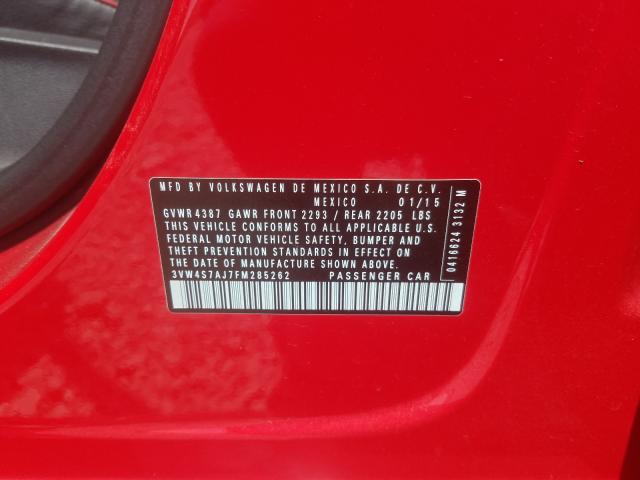 MFD BY VOLKSWAGEN DE MEXICO S.A. DE C.V.
MEXICO 01/15
GVWR 4387 GAWR FRONT 2293 / REAR 2205 LBS
THIS VEHICLE CONFORMS TO ALL APPLICABLE U.S.
FEDERAL MOTOR VEHICLE SAFETY, BUMPER AND
THEFT PREVENTION STANDARDS IN EFFECT ON THE
DATE OF MANUFACTURE SHOWN ABOVE.
3VW4S7AJ7FM285262 PASSENGER CAR
0416624 3132 M